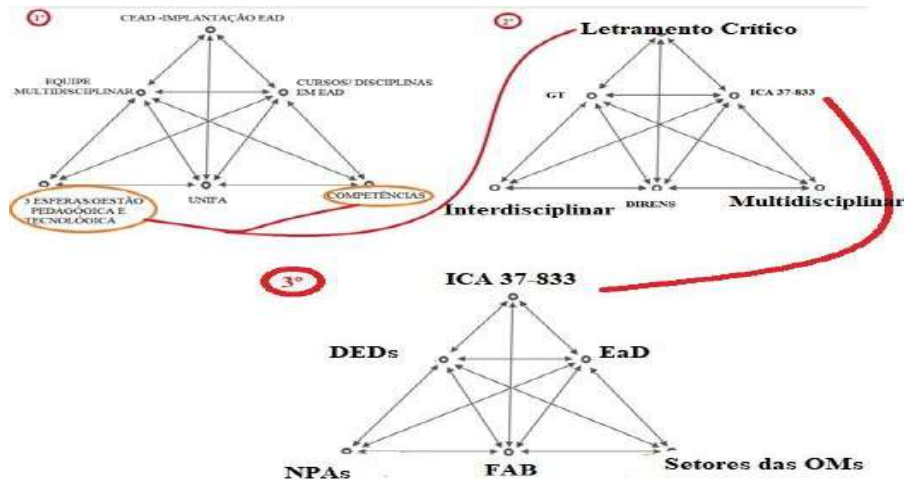 1º
CEAD -IMPLANTAÇÃO EAD
EQUIPE
MULTIDISCIPLINAR
CURSOS/ DISCIPLINAS
EM EAD
3 ESFERAS/GESTÃO
PEDAGÓGICA E
TECNOLÓGICA
UNIFA
COMPETÊNCIAS
2º
Letramento Crítico
GT
ICA 37-833
Interdisciplinar
DIRENS
Multidisciplinar
3º
ICA 37-833
DEDs
EaD
NPAs
FAB
Setores das OMs